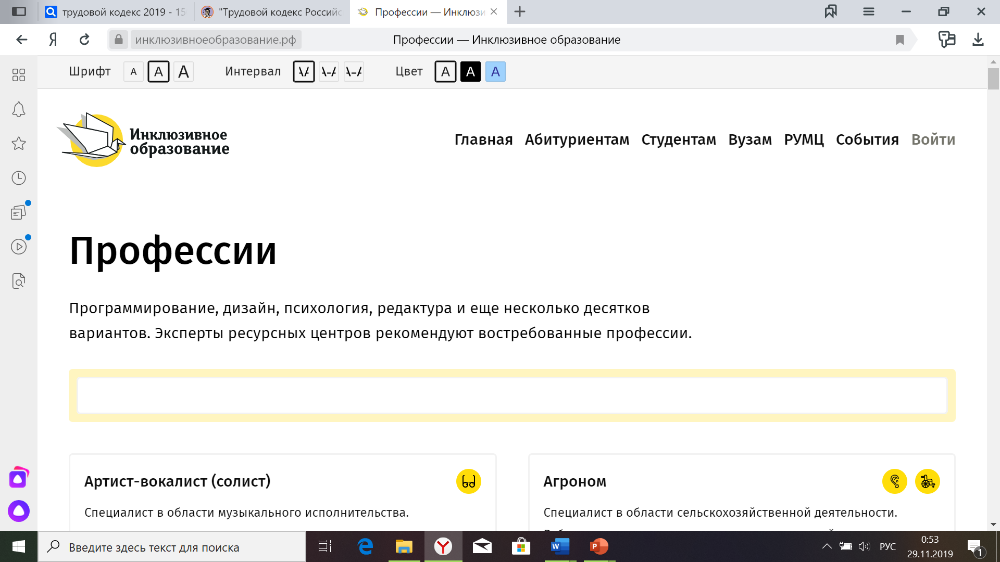 трудовой кодекс 2019 - 15
"Трудовой кодекс Российс
Профессии — Инклюзи
Я
инклюзивноеобразование.рф
Профессии — Инклюзивное образование
Шрифт A A A Интервал Цвет A A A
Инклюзивное
образование
Главная Абитуриентам Студентам Вузам РУМЦ События Войти
Профессии
Программирование, дизайн, психология, редактура и еще несколько десятков
вариантов. Эксперты ресурсных центров рекомендуют востребованные профессии.
Артист-вокалист (солист)
Специалист в области музыкального исполнительства.
Агроном
Специалист в области сельскохозяйственной деятельности.
Введите здесь текст для поиска
РУС
0:53
29.11.2019
1